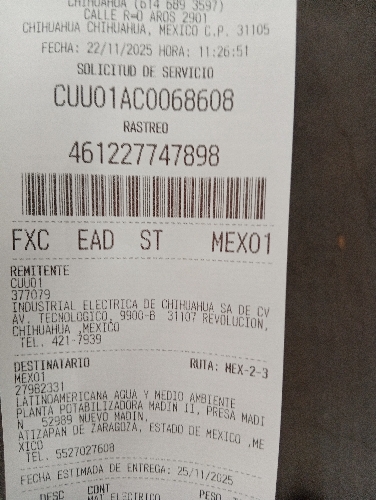 CHIHUAHUA (614 689 3597)
CALLE R=O AROS 2901
CHIHUAHUA CHIHUAHUA, MEXICO C.P. 31105
FECHA: 22/11/2025 HORA: 11:26:51
SOLICITUD DE SERVICIO
CUU01AC0068608
RASTREO
461227747898
FXC EAD ST MEX01
REMITENTE
CUU01
377079
INDUSTRIAL ELECTRICA DE CHIHUAHUA SA DE CV
AV. TECNOLOGICO, 9900-B 31107 REVOLUCION,
CHIHUAHUA ,MEXICO
TEL. 421-7939
DESTINATARIO RUTA: MEX-2-3
MEX01
27982331
LATINOAMERICANA AGUA Y MEDIO AMBIENTE
PLANTA POTABILIZADORA MADIN II, PRESA MADI
N 52989 NUEVO MADIN,
ATIZAPAN DE ZARAGOZA, ESTADO DE MEXICO ,ME
XICO
TEL. 5527027608
FECHA ESTIMADA DE ENTREGA: 25/11/2025
DESC CONT PESO
MAT ELECTRICO